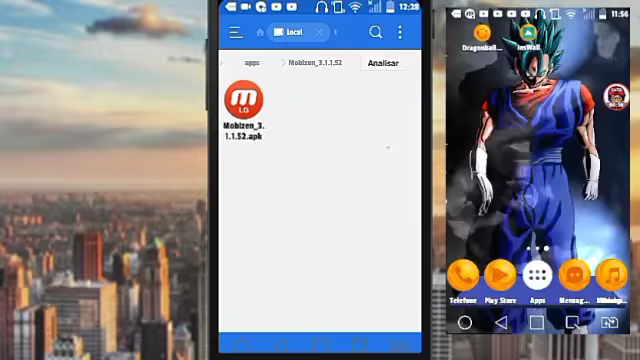 12:28
Local
apps
Mobizen_3.1.1.52
Analisar
m
LG
Mobizen_3.
1.1.52.apk
11:56
Dragonball...
Telefone
Play Store
Apps
Mensag...